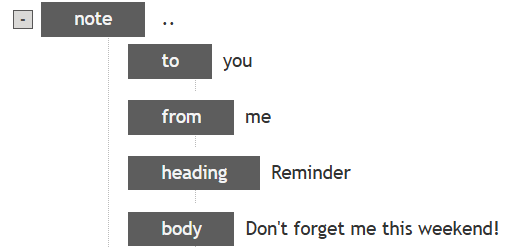 - note ..
to you
from me
heading Reminder
body Don't forget me this weekend!